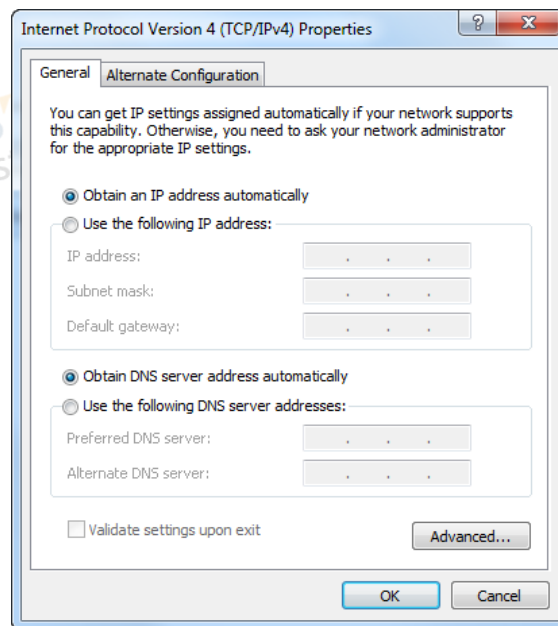 Internet Protocol Version 4 (TCP/IPv4) Properties
General
Alternate Configuration
You can get IP settings assigned automatically if your network supports
this capability. Otherwise, you need to ask your network administrator
for the appropriate IP settings.
Obtain an IP address automatically
Use the following IP address:
IP address:
Subnet mask:
Default gateway:
Obtain DNS server address automatically
Use the following DNS server addresses:
Preferred DNS server:
Alternate DNS server:
Validate settings upon exit
Advanced...
OK
Cancel